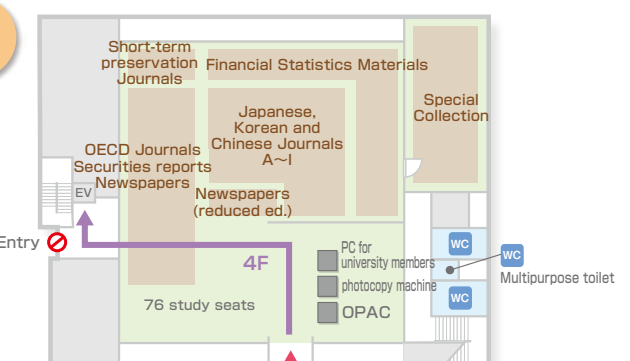 Short-term
preservation
Journals
Financial Statistics Materials
Special
Collection
Japanese,
Korean and
Chinese Journals
A～I
OECD Journals
Securities reports
Newspapers
EV
Newspapers
(reduced ed.)
Entry
4F
PC for
university members
photocopy machine
OPAC
76 study seats
WC
WC
WC
Multipurpose toilet